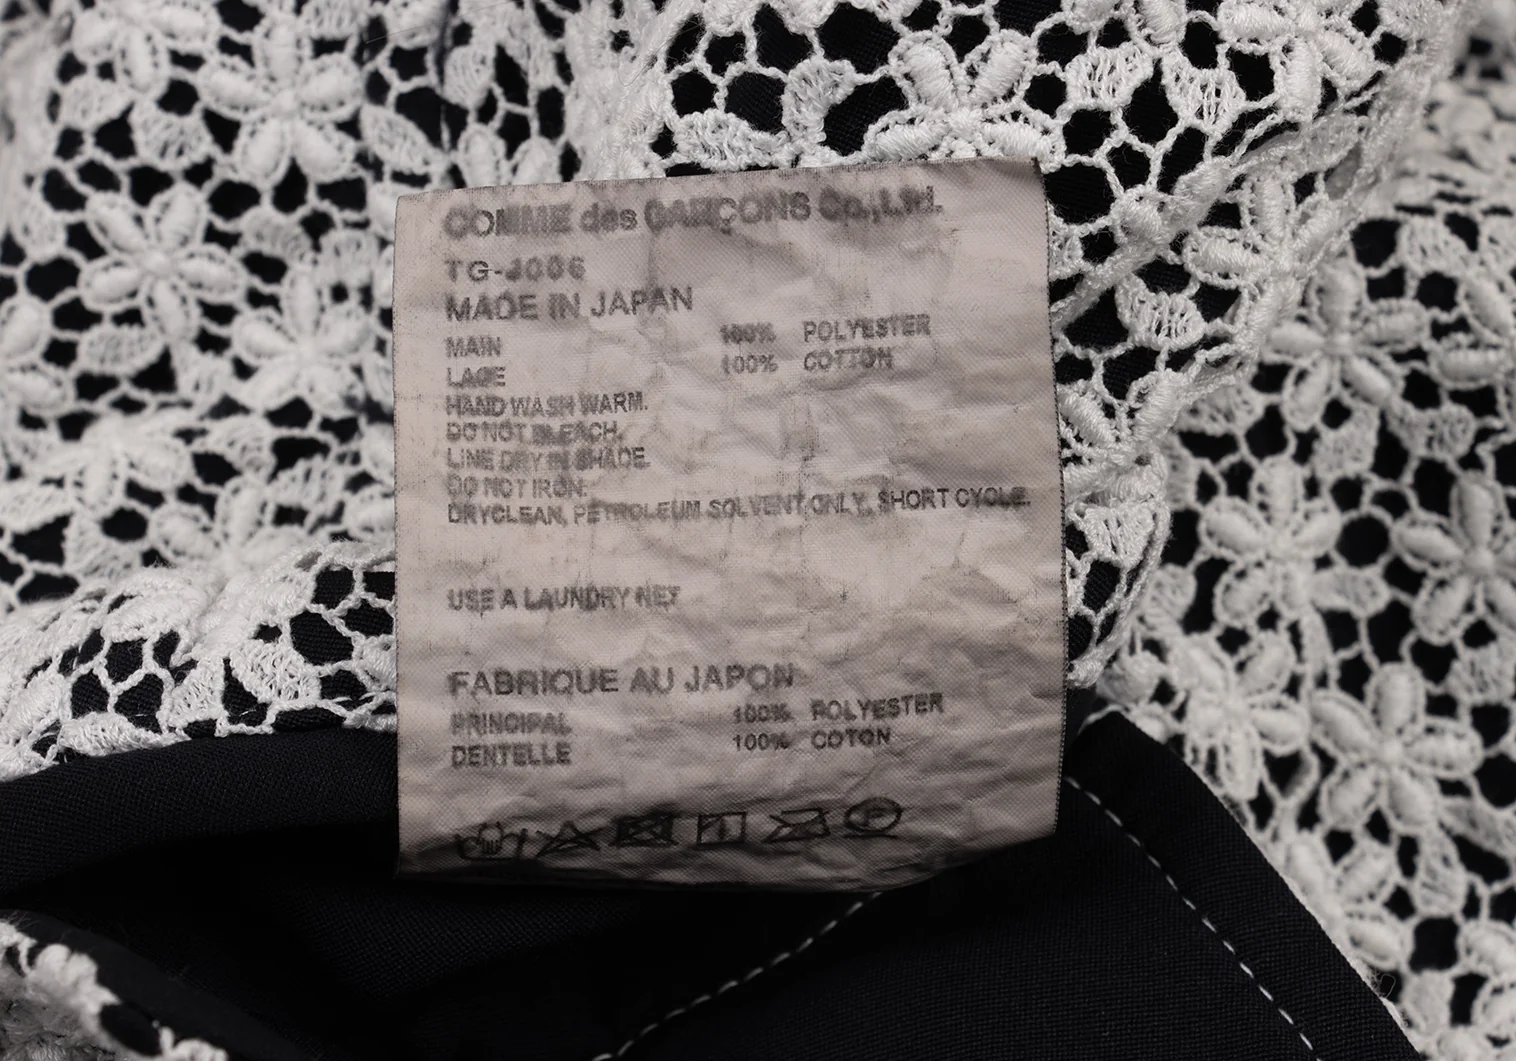 COMME des GARÇONS Co.,Ltd.
TG-J006
MADE IN JAPAN
MAIN 100% POLYESTER
LACE 100% COTTON
HAND WASH WARM.
DO NOT BLEACH.
LINE DRY IN SHADE.
DO NOT IRON.
DRYCLEAN, PETROLEUM SOLVENT ONLY, SHORT CYCLE.
USE A LAUNDRY NET
FABRIQUE AU JAPON
PRINCIPAL 100% POLYESTER
DENTELLE 100% COTON
F